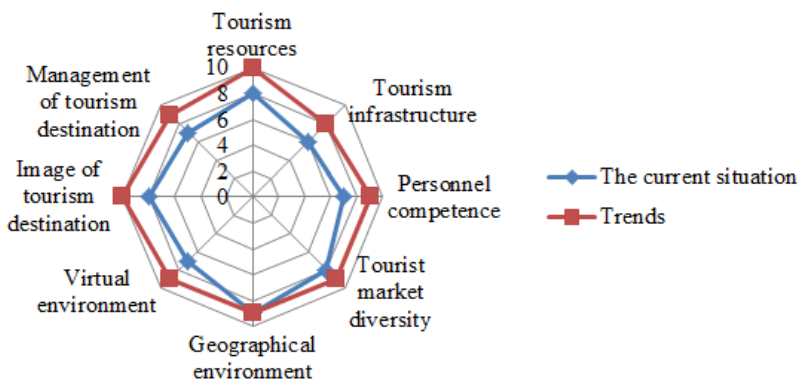 Tourism
resources
10
8
6
4
2
0
Tourism
infrastructure
Personnel
competence
Tourist
market
diversity
Geographical
environment
Virtual
environment
Image of
tourism
destination
Management
of tourism
destination
The current situation
Trends